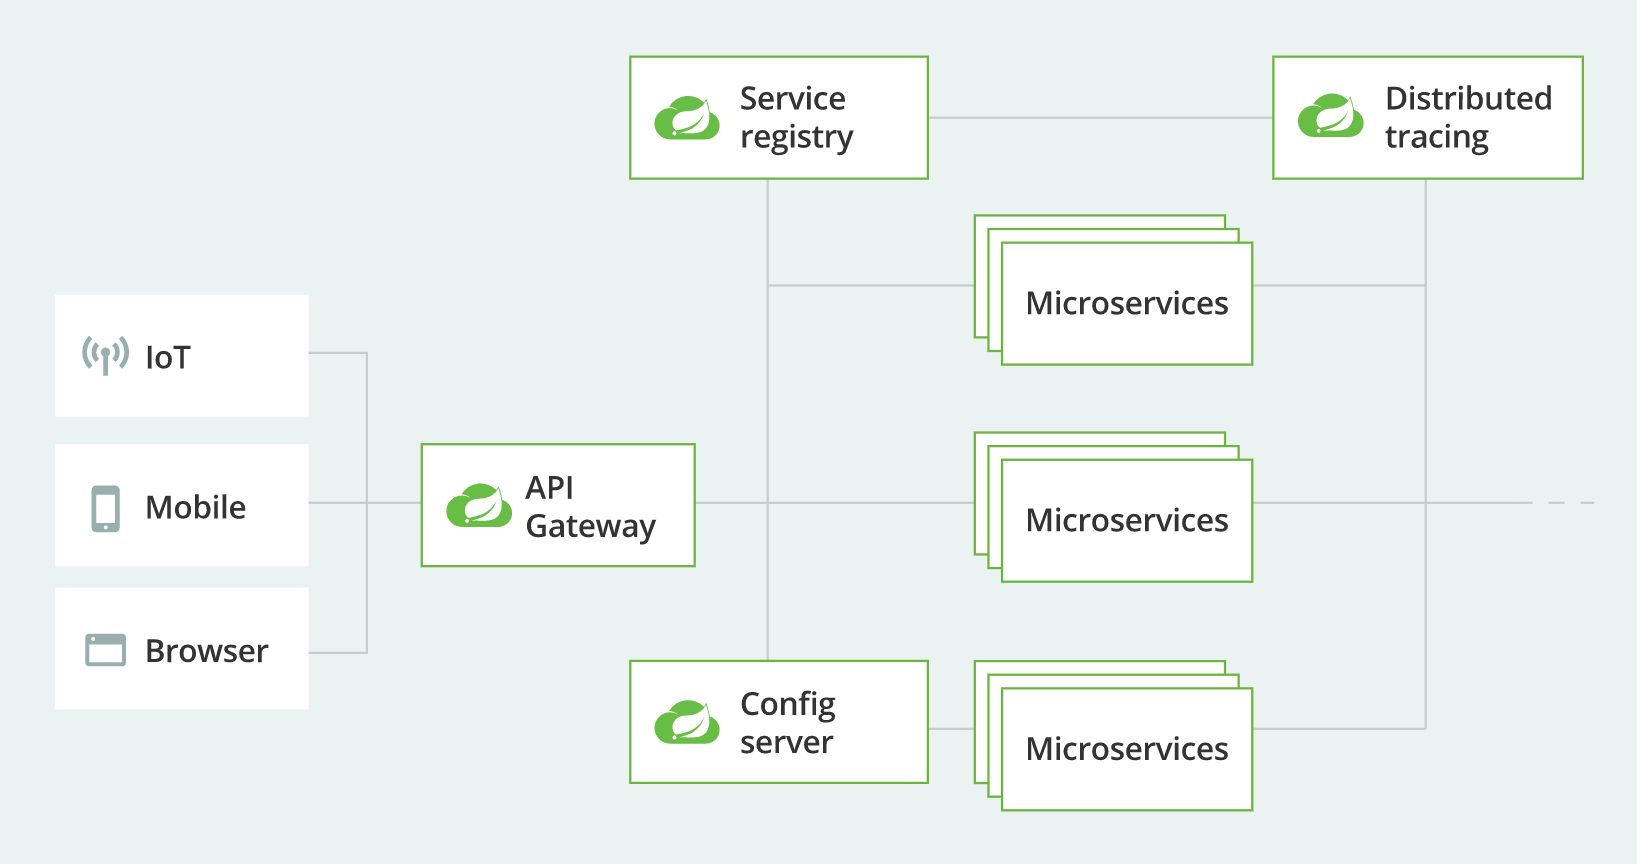 Service
registry
Distributed
tracing
Microservices
IoT
Mobile
Browser
API
Gateway
Microservices
Config
server
Microservices